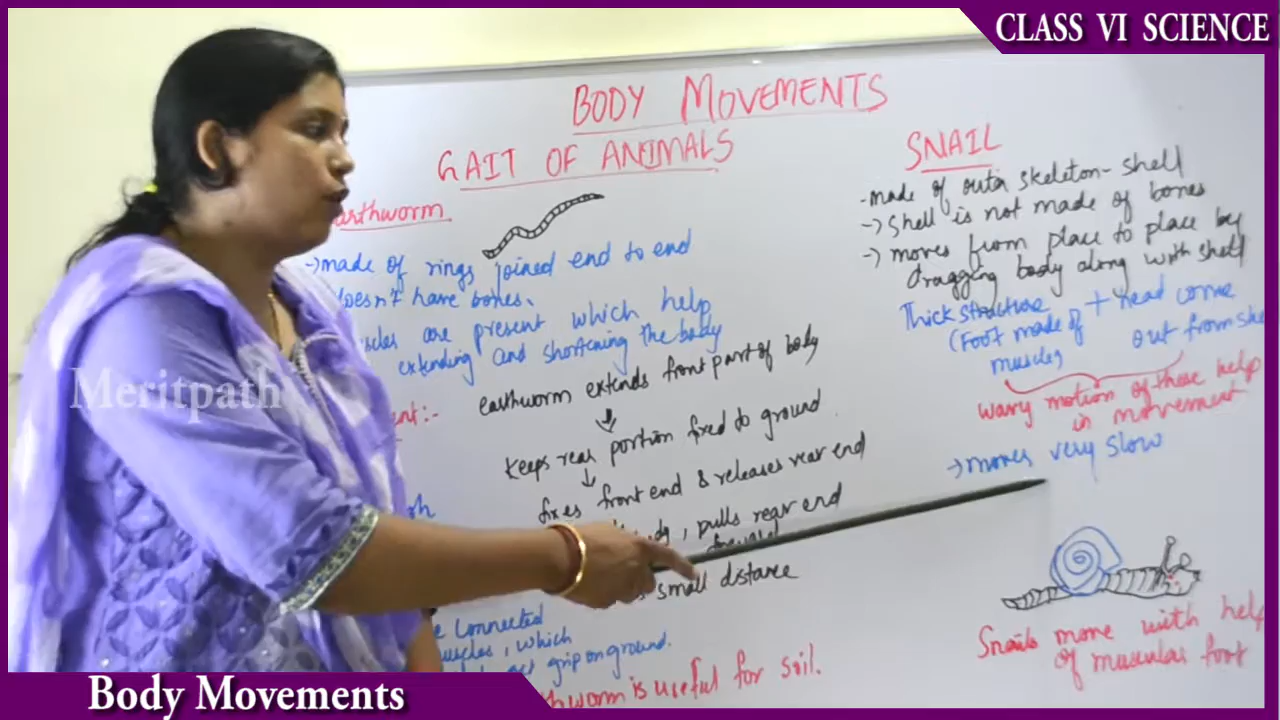 CLASS VI SCIENCE
BODY MOVEMENTS
GAIT OF ANIMALS
arthworm
-) made of rings joined end to end
doesn't have bones.
are present which help
extending and shortening the body
ent:-
earthworm extends front part of body
keeps rear portion fixed to ground
fixes front end & releases rear end
, pulls rear end
small distance
connected
which
grip on ground.
worm is useful for soil.
SNAIL
- made of outer skeleton - shell
-) shell is not made of bones
-) moves from place to place by
dragging body along with shell
Thick structure + head come
(Foot made of out from she
muscle)
wavy motion of these help
in movement
-) moves very slow
Snails move with help
of muscular foot
Meritpath
Body Movements